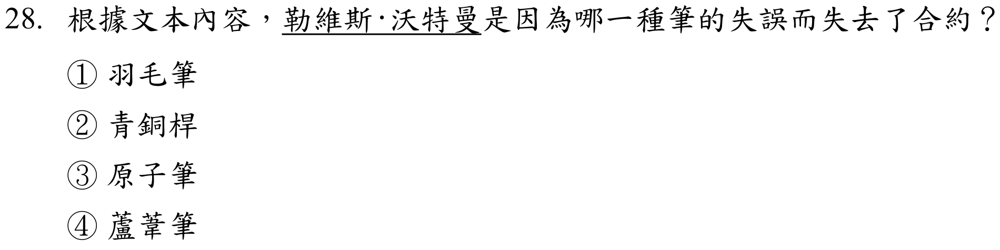 28. 根據文本內容，勒維斯·沃特曼是因為哪一種筆的失誤而失去了合約？
① 羽毛筆
② 青銅桿
③ 原子筆
④ 蘆葦筆